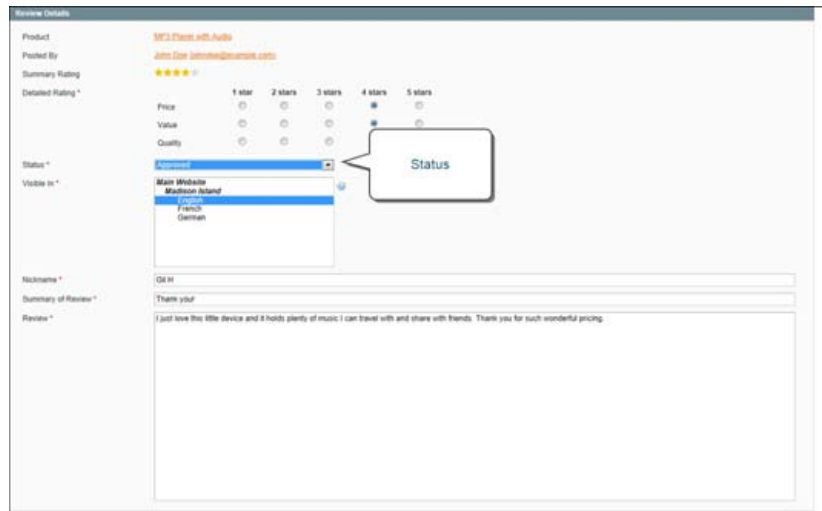 Review Details
Product MP3 Player with Audio
Posted By John Doe (johndoe@example.com)
Summary Rating
Detailed Rating * 1 star 2 stars 3 stars 4 stars 5 stars
Price
Value
Quality
Status * Approved
Status
Visible In * Main Website
Madison Island
English
French
German
Nickname * Gil H
Summary of Review * Thank you!
Review * I just love this little device and it holds plenty of music I can travel with and share with friends. Thank you for such wonderful pricing.